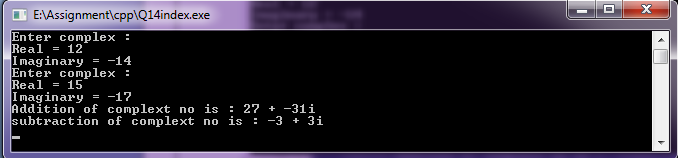 E:\Assignment\cpp\Q14index.exe
Enter complex :
Real = 12
Imaginary = -14
Enter complex :
Real = 15
Imaginary = -17
Addition of complext no is : 27 + -31i
subtraction of complext no is : -3 + 3i